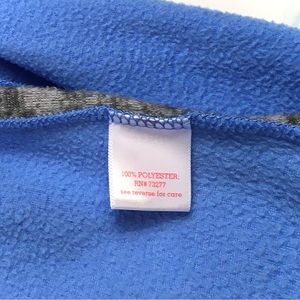 100% POLYESTER:
RN# 73277
see reverse for care